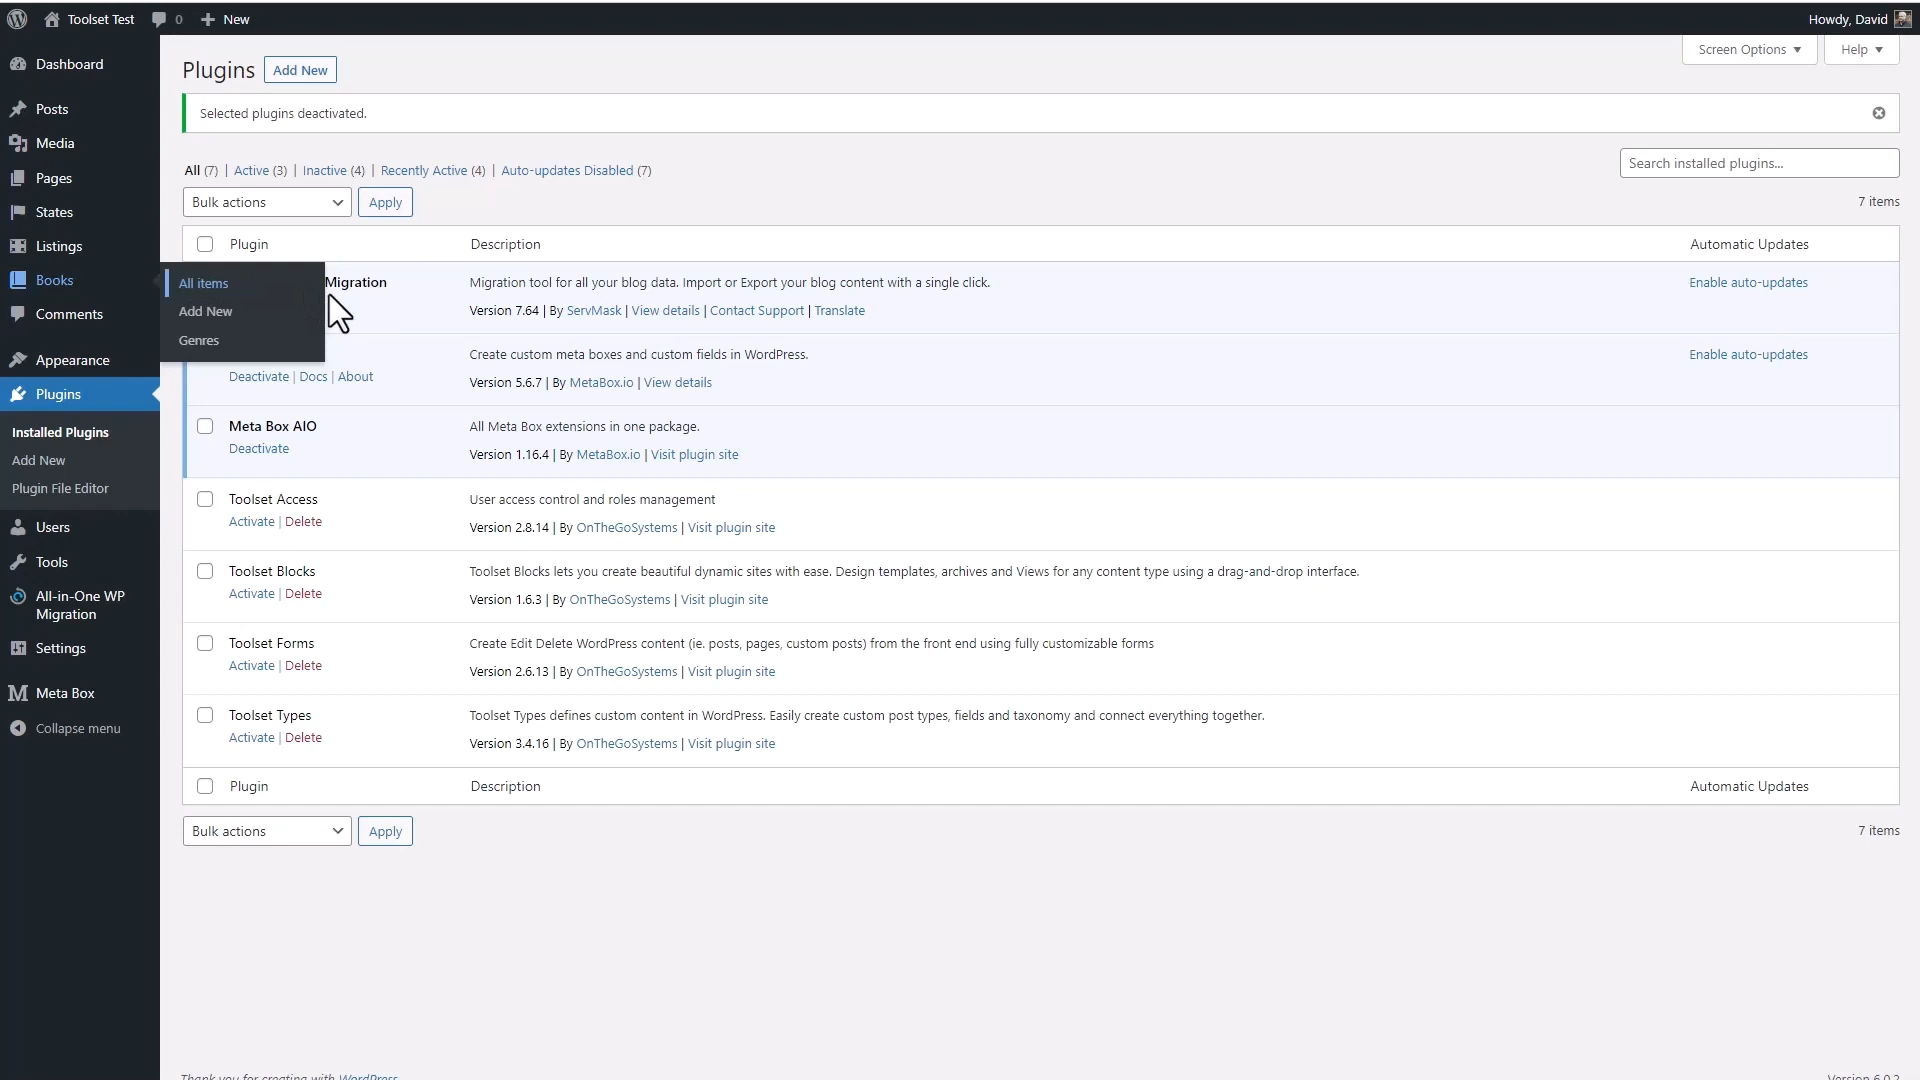 Toolset Test 0 New Howdy, David
Dashboard
Posts
Media
Pages
States
Listings
Books
Comments
Appearance
Plugins
Installed Plugins
Add New
Plugin File Editor
Users
Tools
All-in-One WP
Migration
Settings
Meta Box
Collapse menu
All items
Add New
Genres
Screen Options Help
Plugins Add New
Selected plugins deactivated.
All (7) | Active (3) | Inactive (4) | Recently Active (4) | Auto-updates Disabled (7)
Search installed plugins...
Bulk actions Apply 7 items
Plugin Description Automatic Updates
Migration Migration tool for all your blog data. Import or Export your blog content with a single click. Enable auto-updates
Version 7.64 | By ServMask | View details | Contact Support | Translate
Create custom meta boxes and custom fields in WordPress. Enable auto-updates
Deactivate | Docs | About Version 5.6.7 | By MetaBox.io | View details
Meta Box AIO All Meta Box extensions in one package.
Deactivate Version 1.16.4 | By MetaBox.io | Visit plugin site
Toolset Access User access control and roles management
Activate | Delete Version 2.8.14 | By OnTheGoSystems | Visit plugin site
Toolset Blocks Toolset Blocks lets you create beautiful dynamic sites with ease. Design templates, archives and Views for any content type using a drag-and-drop interface.
Activate | Delete Version 1.6.3 | By OnTheGoSystems | Visit plugin site
Toolset Forms Create Edit Delete WordPress content (ie. posts, pages, custom posts) from the front end using fully customizable forms
Activate | Delete Version 2.6.13 | By OnTheGoSystems | Visit plugin site
Toolset Types Toolset Types defines custom content in WordPress. Easily create custom post types, fields and taxonomy and connect everything together.
Activate | Delete Version 3.4.16 | By OnTheGoSystems | Visit plugin site
Plugin Description Automatic Updates
Bulk actions Apply 7 items
Thank you for creating with WordPress Version 6.0.2